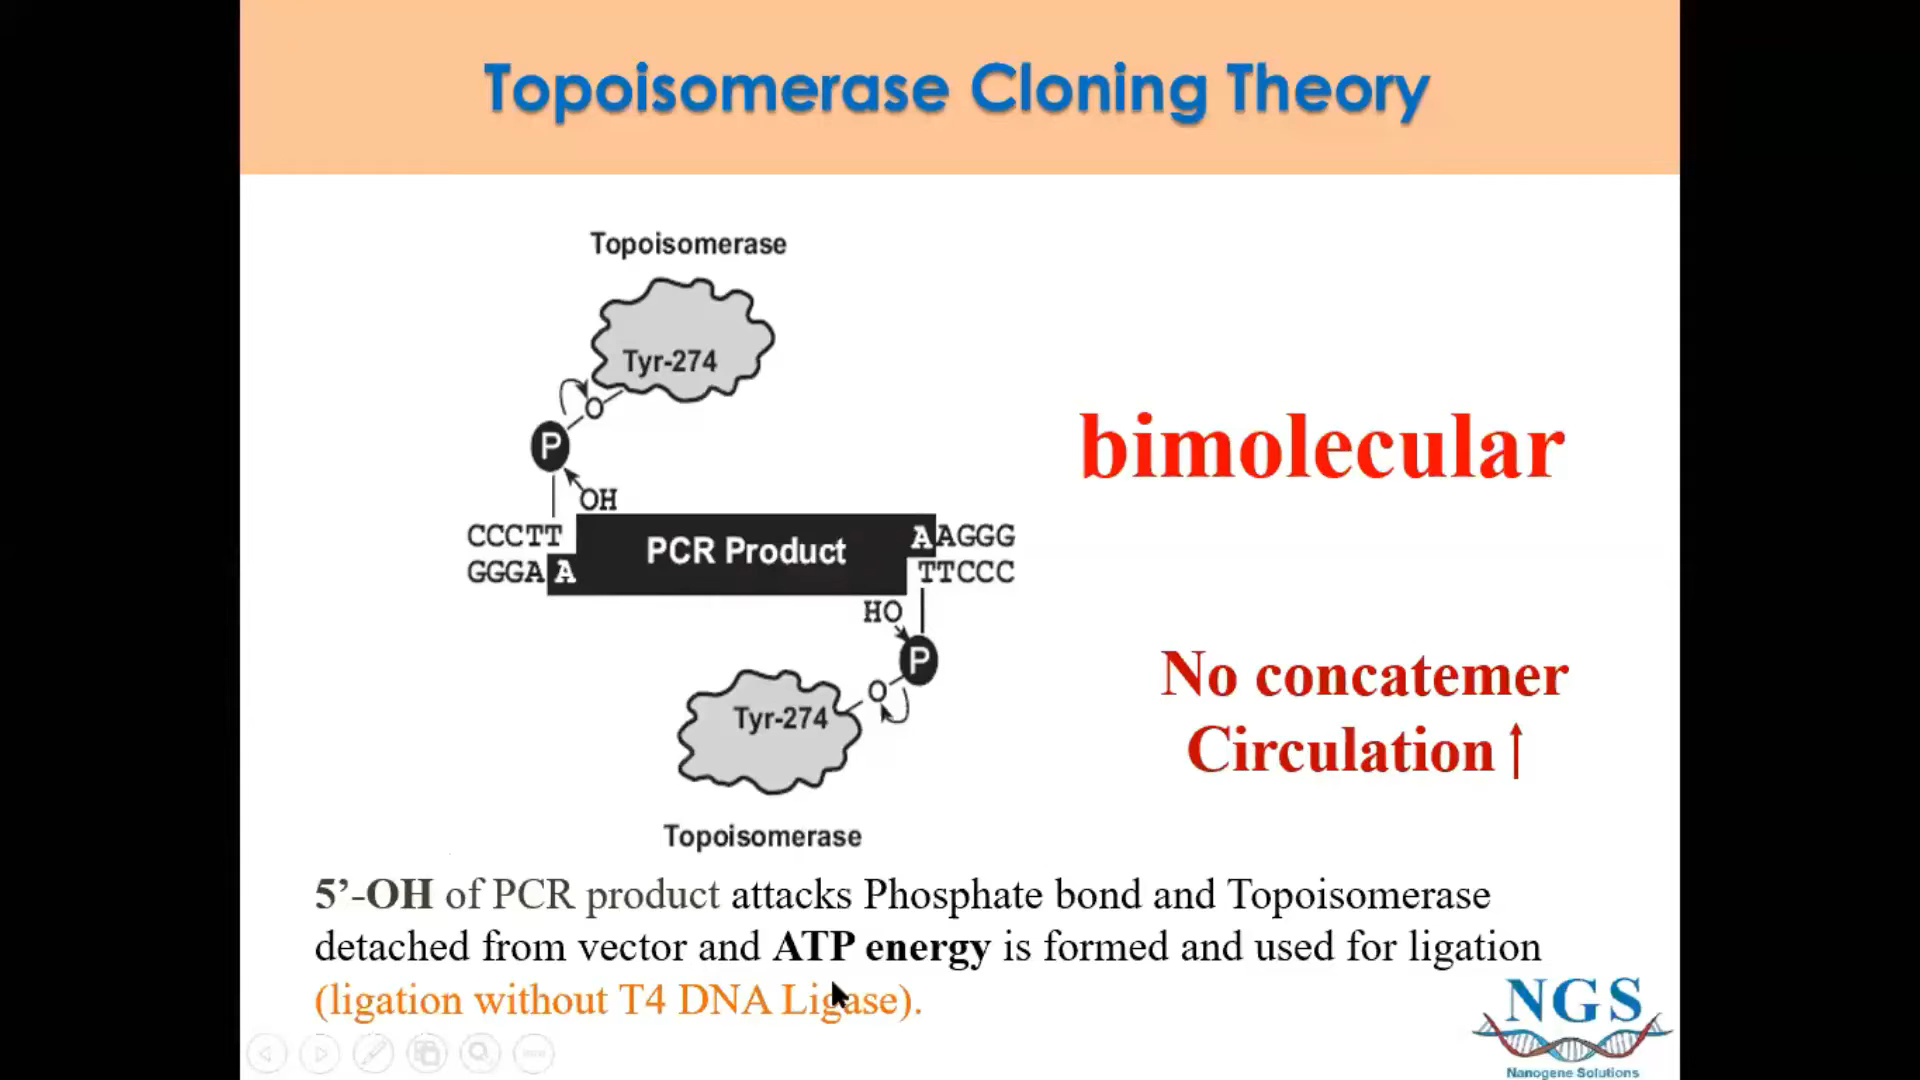 Topoisomerase Cloning Theory
Topoisomerase
Tyr-274
O
P
OH
CCCTT
PCR Product
A AGGG
GGGA A
TTCCC
HO
P
O
Tyr-274
Topoisomerase
bimolecular
No concatemer
Circulation↑
5’-OH of PCR product attacks Phosphate bond and Topoisomerase
detached from vector and ATP energy is formed and used for ligation
(ligation without T4 DNA Ligase).
NGS
Nanogene Solutions